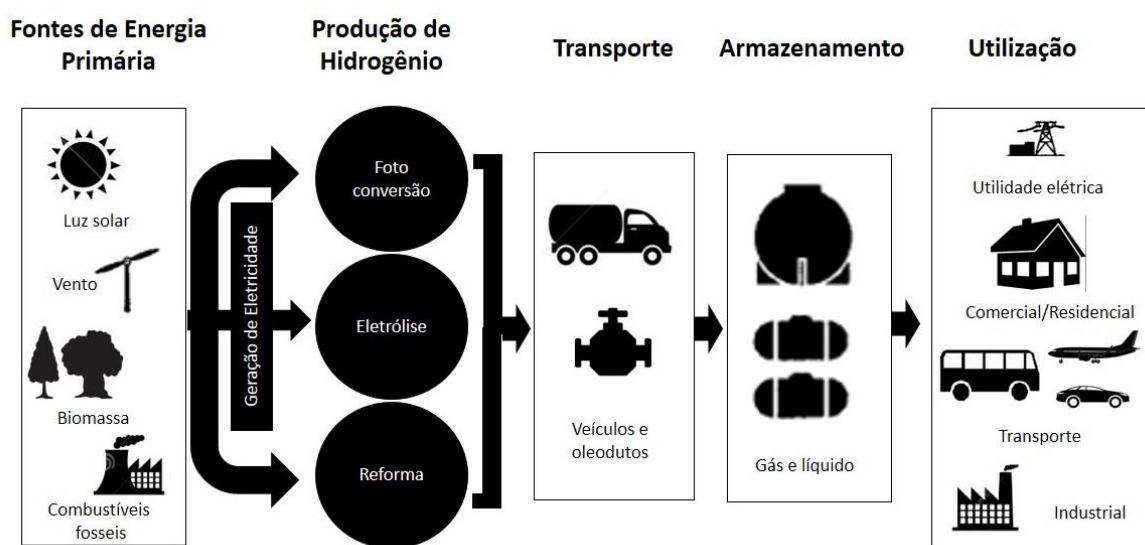 Fontes de Energia
Primária
Produção de
Hidrogênio
Transporte
Armazenamento
Utilização
Luz solar
Vento
Biomassa
Combustíveis
fosseis
Geração de Eletricidade
Foto
conversão
Eletrólise
Reforma
Veículos e
oleodutos
Gás e líquido
Utilidade elétrica
Comercial/Residencial
Transporte
Industrial